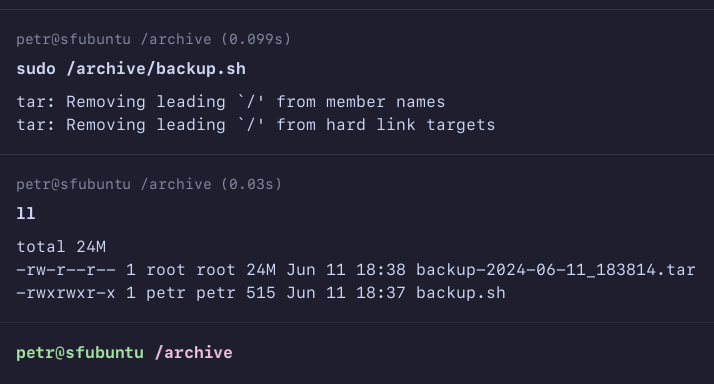 petr@sfubuntu /archive (0.099s)
sudo /archive/backup.sh
tar: Removing leading `/' from member names
tar: Removing leading `/' from hard link targets
petr@sfubuntu /archive (0.03s)
ll
total 24M
-rw-r--r-- 1 root root 24M Jun 11 18:38 backup-2024-06-11_183814.tar
-rwxrwxr-x 1 petr petr 515 Jun 11 18:37 backup.sh
petr@sfubuntu /archive